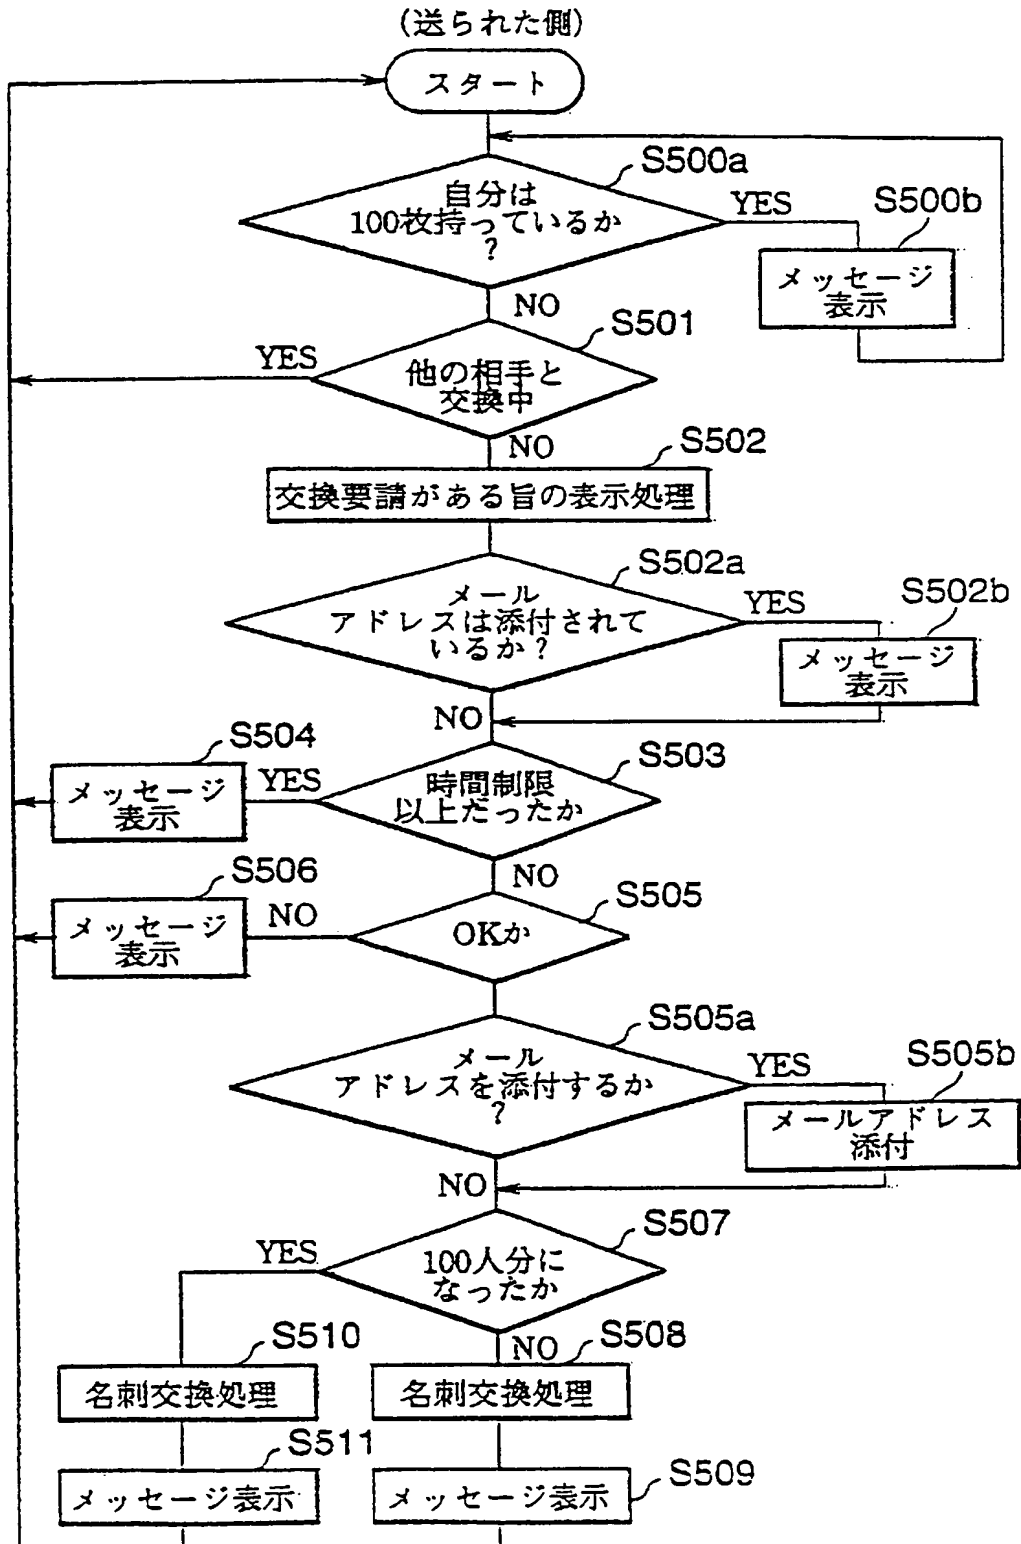 (送られた側)
スタート
S500a
自分は
100枚持っているか
?
YES
S500b
メッセージ
表示
NO
S501
YES
他の相手と
交換中
NO
S502
交換要請がある旨の表示処理
S502a
メール
アドレスは添付されて
いるか?
YES
S502b
メッセージ
表示
NO
S504
メッセージ
表示
YES
S503
時間制限
以上だったか
NO
S506
メッセージ
表示
NO
S505
OKか
S505a
メール
アドレスを添付するか
?
YES
S505b
メールアドレス
添付
NO
S507
YES
100人分に
なったか
NO
S510
名刺交換処理
S508
名刺交換処理
S511
メッセージ表示
S509
メッセージ表示